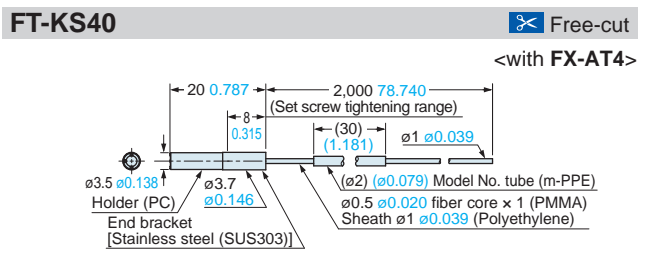 FT-KS40
Free-cut
<with FX-AT4>
20 0.787
2,000 78.740
(Set screw tightening range)
8
0.315
(30)
(1.181)
ø1 ø0.039
ø3.5 ø0.138
ø3.7
ø0.146
(ø2) (ø0.079) Model No. tube (m-PPE)
Holder (PC)
ø0.5 ø0.020 fiber core × 1 (PMMA)
Sheath ø1 ø0.039 (Polyethylene)
End bracket
[Stainless steel (SUS303)]